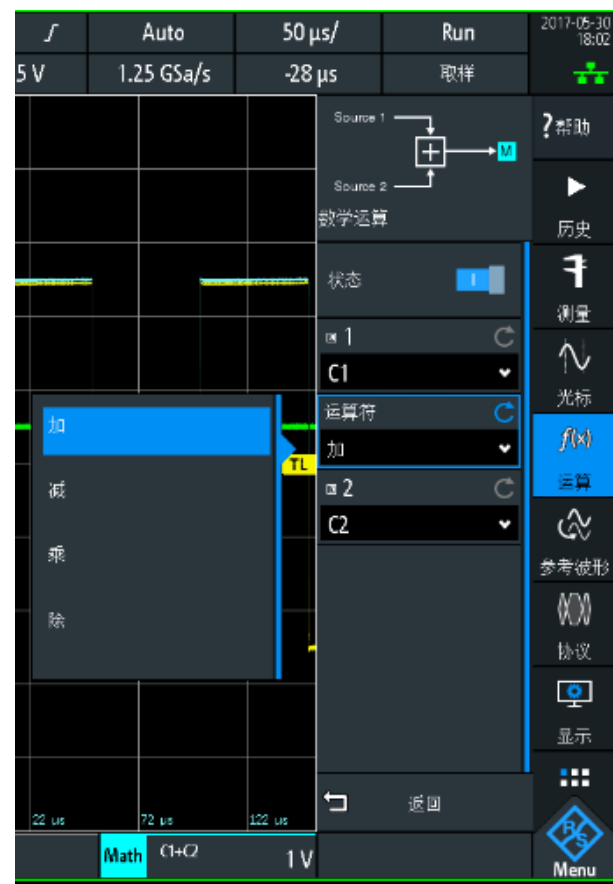 Auto
50 µs/
Run
2017-05-30
18:02
5 V
1.25 GSa/s
-28 µs
取样
Source 1
M
Source 2
数学运算
?帮助
历史
状态
测量
1
C1
光标
运算符
加
f(x)
运算
加
TL
减
2
C2
乘
参考波形
除
协议
显示
返回
22 µs
72 µs
122 µs
Math
C1+C2
1 V
R&S
Menu